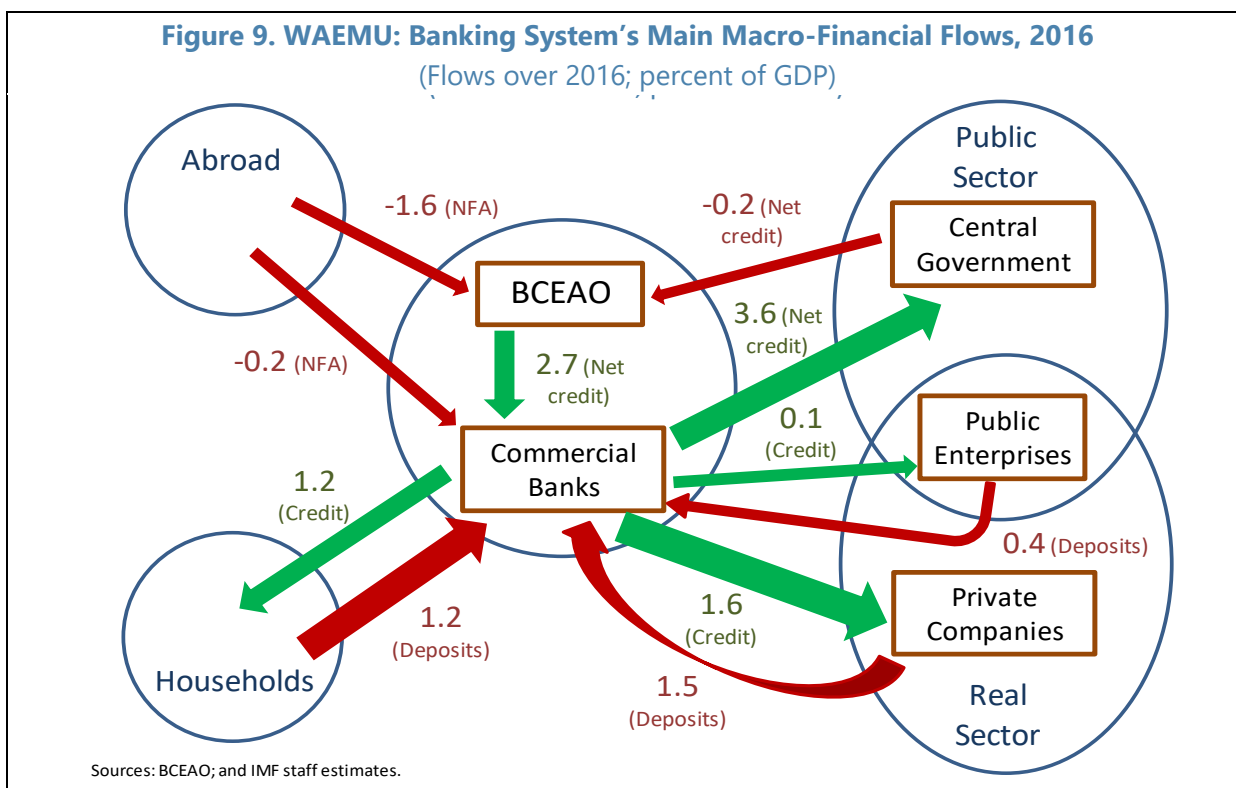 Figure 9. WAEMU: Banking System's Main Macro-Financial Flows, 2016
(Flows over 2016; percent of GDP)
Abroad
Public
Sector
-1.6 (NFA)
-0.2 (Net
credit)
Central
Government
BCEAO
3.6 (Net
credit)
-0.2 (NFA)
2.7 (Net
credit)
0.1
(Credit)
Public
Enterprises
Commercial
Banks
1.2
(Credit)
0.4 (Deposits)
1.6
(Credit)
Private
Companies
1.2
(Deposits)
Households
1.5
(Deposits)
Real
Sector
Sources: BCEAO; and IMF staff estimates.